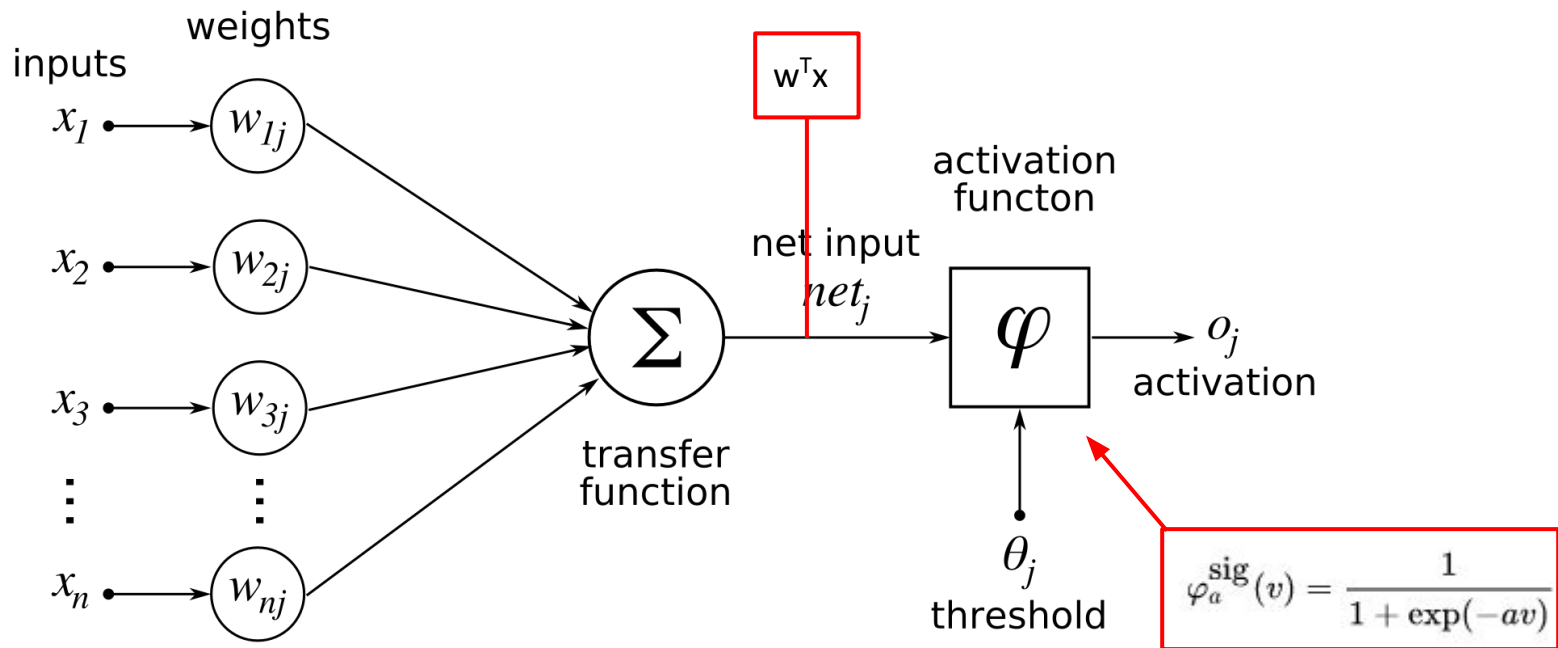 weights
inputs
x₁
w₁ⱼ
x₂
w₂ⱼ
x₃
w₃ⱼ
⋮
⋮
xₙ
wₙⱼ
Σ
transfer
function
wᵀx
net input
netⱼ
activation
functon
φ
oⱼ
activation
θⱼ
threshold
φₐˢⁱᵍ(v) = 1 / (1 + exp(−av))